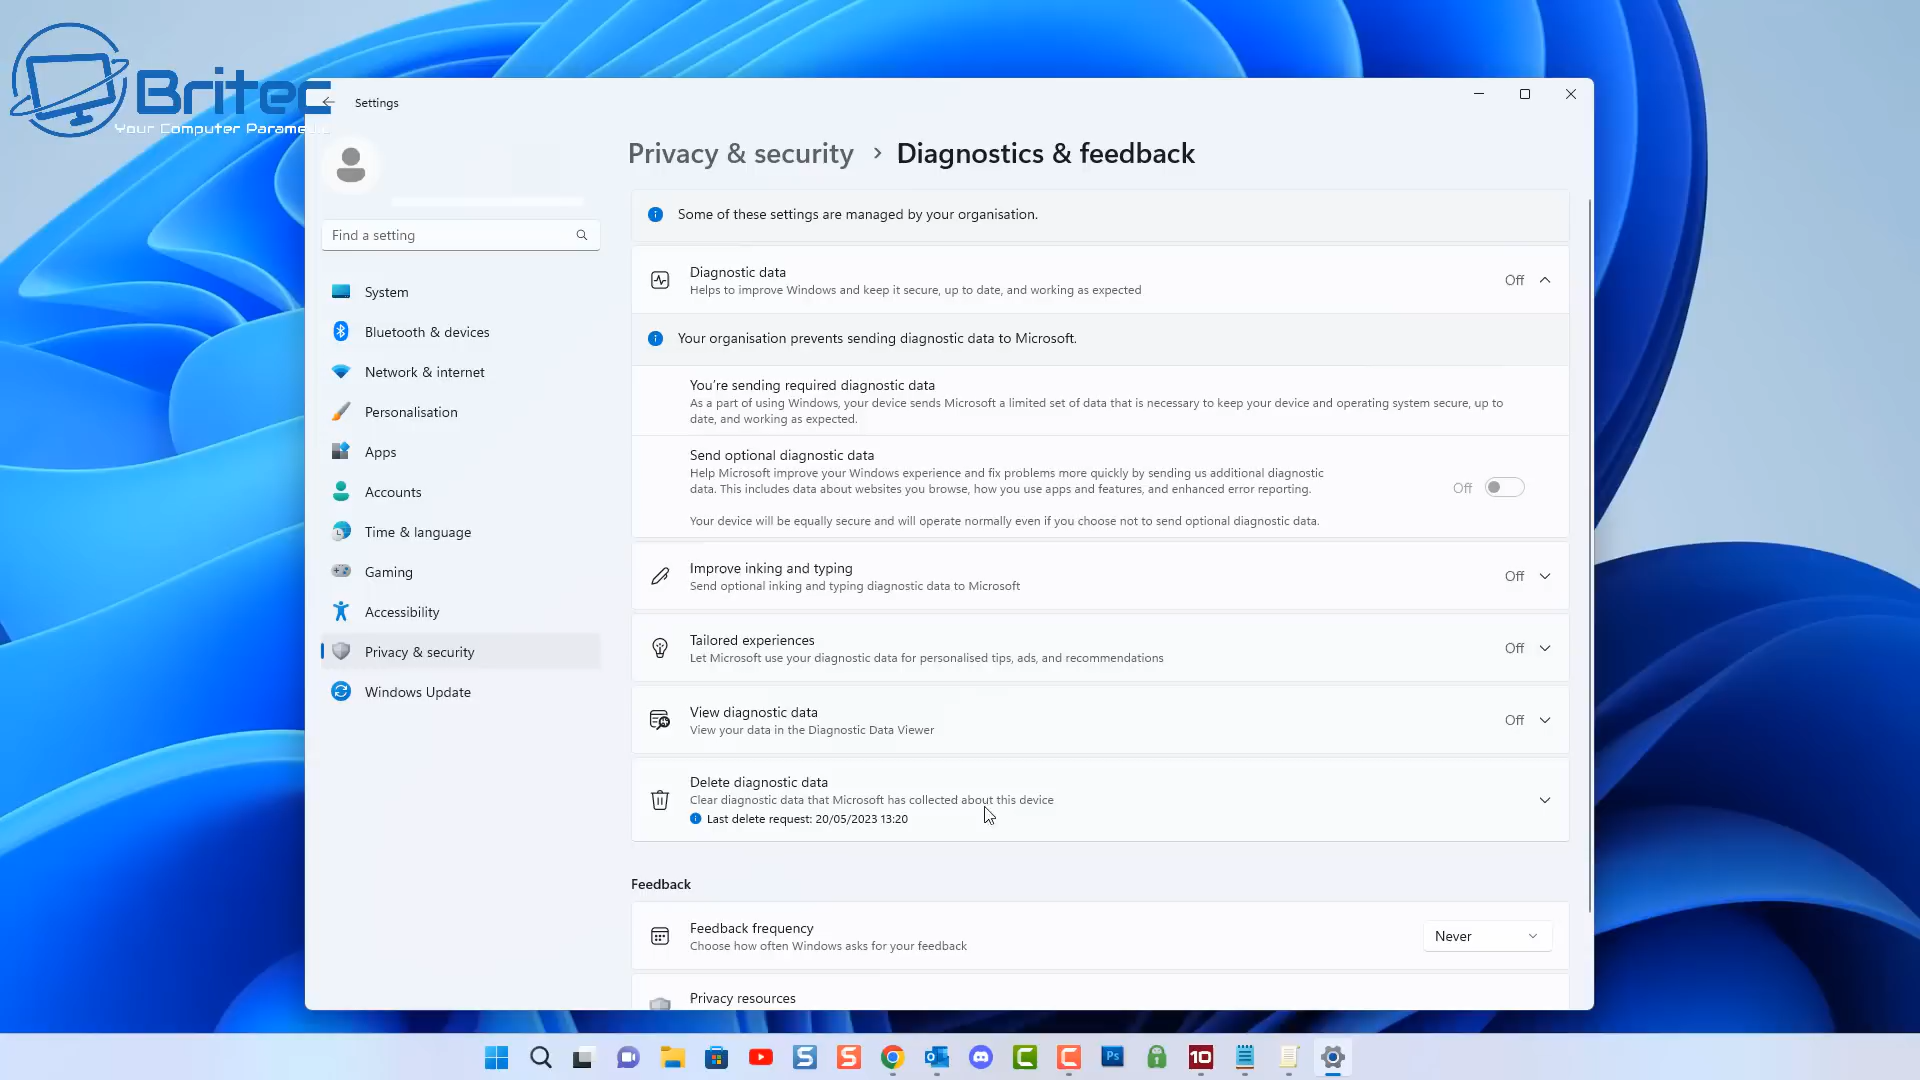 Britec
Your Computer Parame
Settings
Privacy & security > Diagnostics & feedback
Some of these settings are managed by your organisation.
Find a setting
System
Bluetooth & devices
Network & internet
Personalisation
Apps
Accounts
Time & language
Gaming
Accessibility
Privacy & security
Windows Update
Diagnostic data
Helps to improve Windows and keep it secure, up to date, and working as expected
Off
Your organisation prevents sending diagnostic data to Microsoft.
You're sending required diagnostic data
As a part of using Windows, your device sends Microsoft a limited set of data that is necessary to keep your device and operating system secure, up to
date, and working as expected.
Send optional diagnostic data
Help Microsoft improve your Windows experience and fix problems more quickly by sending us additional diagnostic
data. This includes data about websites you browse, how you use apps and features, and enhanced error reporting.
Off
Your device will be equally secure and will operate normally even if you choose not to send optional diagnostic data.
Improve inking and typing
Send optional inking and typing diagnostic data to Microsoft
Off
Tailored experiences
Let Microsoft use your diagnostic data for personalised tips, ads, and recommendations
Off
View diagnostic data
View your data in the Diagnostic Data Viewer
Off
Delete diagnostic data
Clear diagnostic data that Microsoft has collected about this device
Last delete request: 20/05/2023 13:20
Feedback
Feedback frequency
Choose how often Windows asks for your feedback
Never
Privacy resources
S
S
C
C
Ps
10